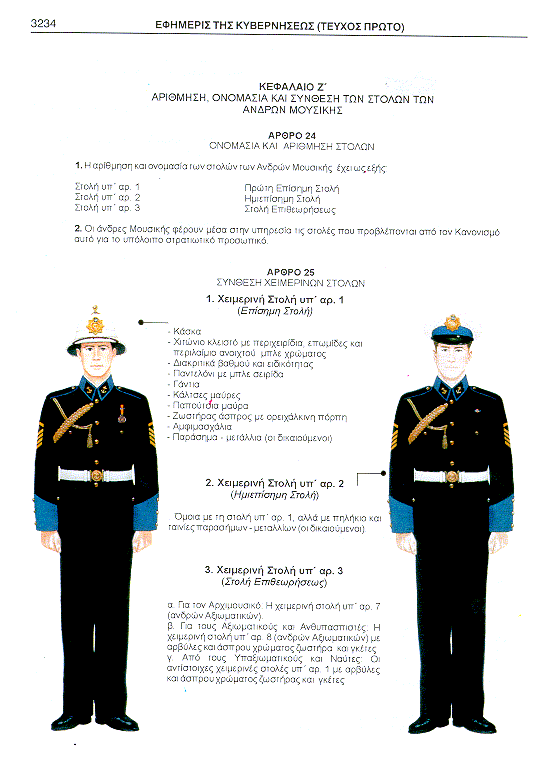 3234
ΕΦΗΜΕΡΙΣ ΤΗΣ ΚΥΒΕΡΝΗΣΕΩΣ (ΤΕΥΧΟΣ ΠΡΩΤΟ)
ΚΕΦΑΛΑΙΟ Ζ΄
ΑΡΙΘΜΗΣΗ, ΟΝΟΜΑΣΙΑ ΚΑΙ ΣΥΝΘΕΣΗ ΤΩΝ ΣΤΟΛΩΝ ΤΩΝ
ΑΝΔΡΩΝ ΜΟΥΣΙΚΗΣ
ΑΡΘΡΟ 24
ΟΝΟΜΑΣΙΑ ΚΑΙ ΑΡΙΘΜΗΣΗ ΣΤΟΛΩΝ
1. Η αρίθμηση και ονομασία των στολών των Ανδρών Μουσικής έχει ως εξής:
Στολή υπ΄ αρ. 1 Πρώτη Επίσημη Στολή
Στολή υπ΄ αρ. 2 Ημιεπίσημη Στολή
Στολή υπ΄ αρ. 3 Στολή Επιθεωρήσεως
2. Οι άνδρες Μουσικής φέρουν μέσα στην υπηρεσία τις στολές που προβλέπονται από τον Κανονισμό
αυτό για το υπόλοιπο στρατιωτικό προσωπικό.
ΑΡΘΡΟ 25
ΣΥΝΘΕΣΗ ΧΕΙΜΕΡΙΝΩΝ ΣΤΟΛΩΝ
1. Χειμερινή Στολή υπ΄ αρ. 1
(Επίσημη Στολή)
- Κάσκα
- Χιτώνιο κλειστό με περιχειρίδια, επωμίδες και
περιλαίμιο ανοιχτού μπλε χρώματος
- Διακριτικά βαθμού και ειδικότητας
- Παντελόνι με μπλε σειρίδα
- Γάντια
- Κάλτσες μαύρες
- Παπούτσια μαύρα
- Ζωστήρας άσπρος με ορειχάλκινη πόρπη
- Αμφιμασχάλια
- Παράσημα - μετάλλια (οι δικαιούμενοι)
2. Χειμερινή Στολή υπ΄ αρ. 2
(Ημιεπίσημη Στολή)
Όμοια με τη στολή υπ΄ αρ. 1, αλλά με πηλήκιο και
ταινίες παρασήμων - μεταλλίων (οι δικαιούμενοι)
3. Χειμερινή Στολή υπ΄ αρ. 3
(Στολή Επιθεωρήσεως)
α. Για τον Αρχιμουσικό: Η χειμερινή στολή υπ΄ αρ. 7
(ανδρών Αξιωματικών).
β. Για τους Αξιωματικούς και Ανθυπασπιστές: Η
χειμερινή στολή υπ΄ αρ. 8 (ανδρών Αξιωματικών) με
αρβύλες και άσπρου χρώματος ζωστήρα και γκέτες
γ. Από τους Υπαξιωματικούς και Ναύτες: Οι
αντίστοιχες χειμερινές στολές υπ΄ αρ. 1 με αρβύλες
και άσπρου χρώματος ζωστήρας και γκέτες